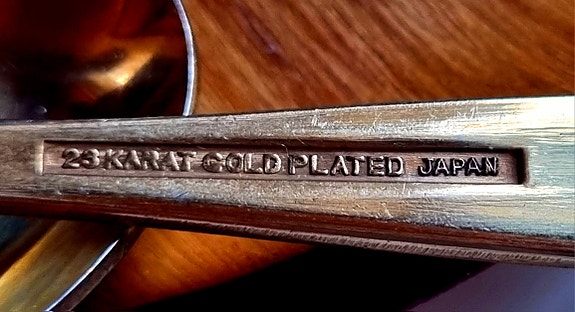 23 KARAT GOLD PLATED JAPAN